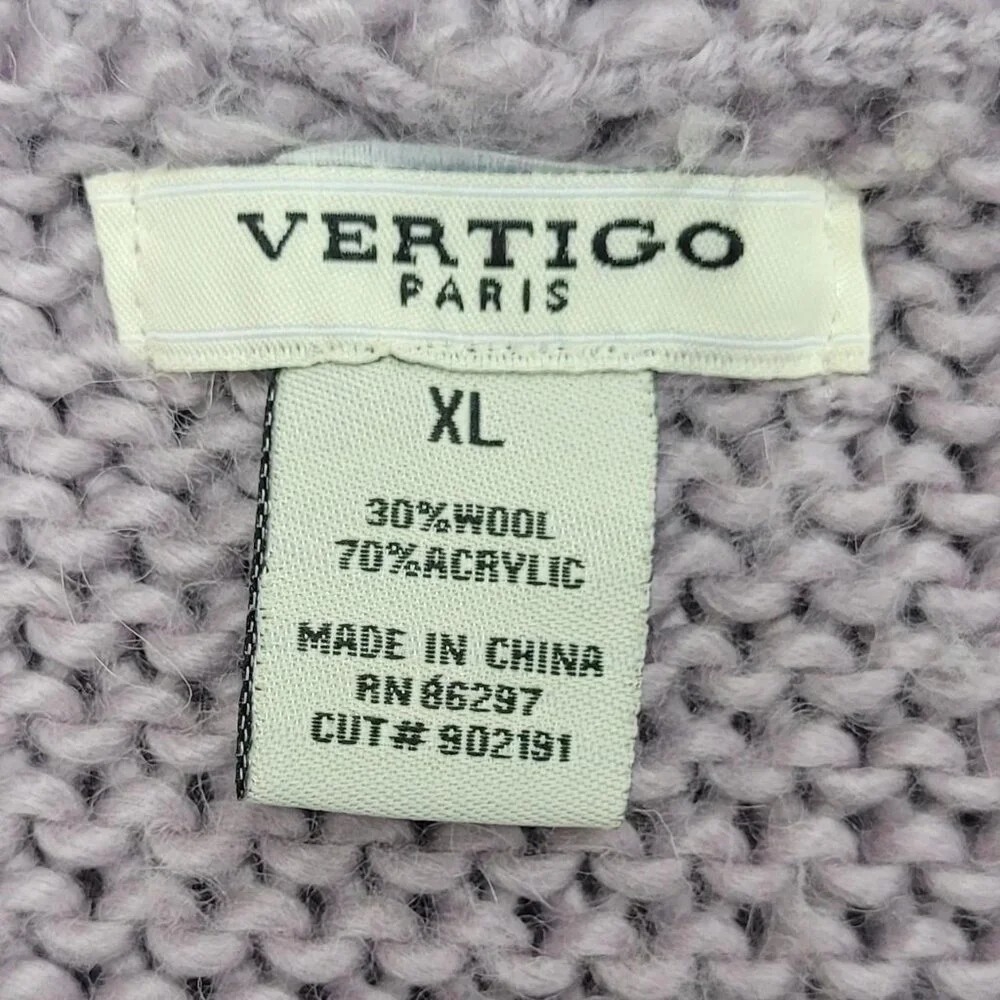 VERTIGO
PARIS
XL
30%WOOL
70%ACRYLIC
MADE IN CHINA
RN 86297
CUT# 902191